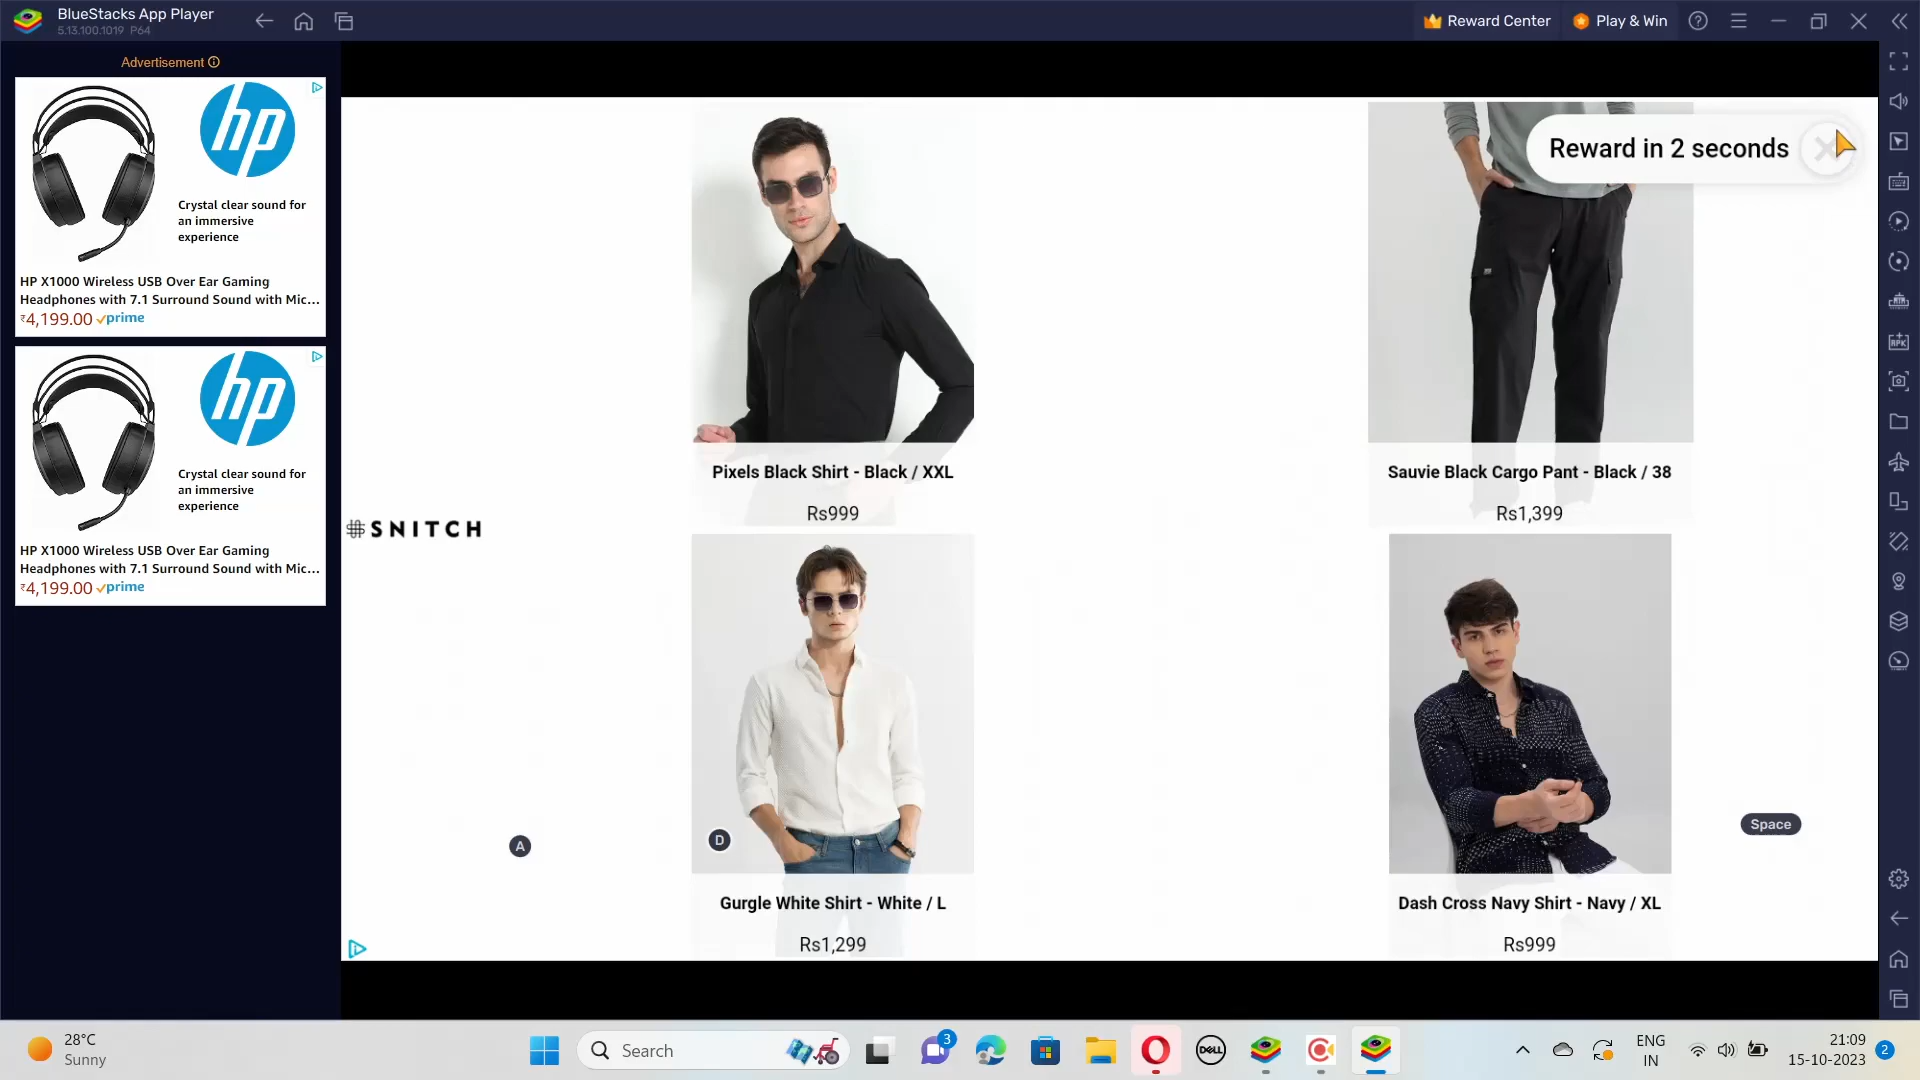 BlueStacks App Player
5.13.100.1019 P64
Reward Center
Play & Win
Advertisement
hp
Crystal clear sound for
an immersive
experience
HP X1000 Wireless USB Over Ear Gaming
Headphones with 7.1 Surround Sound with Mic...
₹4,199.00 prime
hp
Crystal clear sound for
an immersive
experience
HP X1000 Wireless USB Over Ear Gaming
Headphones with 7.1 Surround Sound with Mic...
₹4,199.00 prime
Reward in 2 seconds
Pixels Black Shirt - Black / XXL
Rs999
Sauvie Black Cargo Pant - Black / 38
Rs1,399
SNITCH
Gurgle White Shirt - White / L
Rs1,299
Dash Cross Navy Shirt - Navy / XL
Rs999
A
D
Space
28°C
Sunny
Search
3
DELL
ENG
IN
21:09
15-10-2023
2